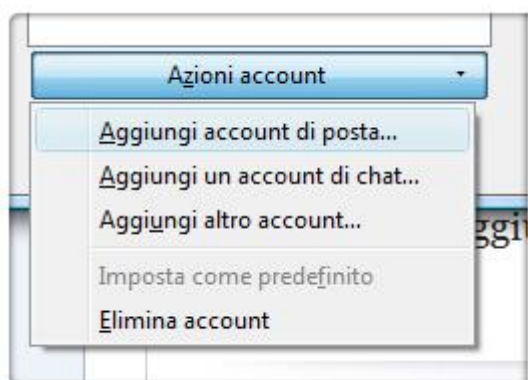 Azioni account
Aggiungi account di posta...
Aggiungi un account di chat...
Aggiungi altro account...
Imposta come predefinito
Elimina account